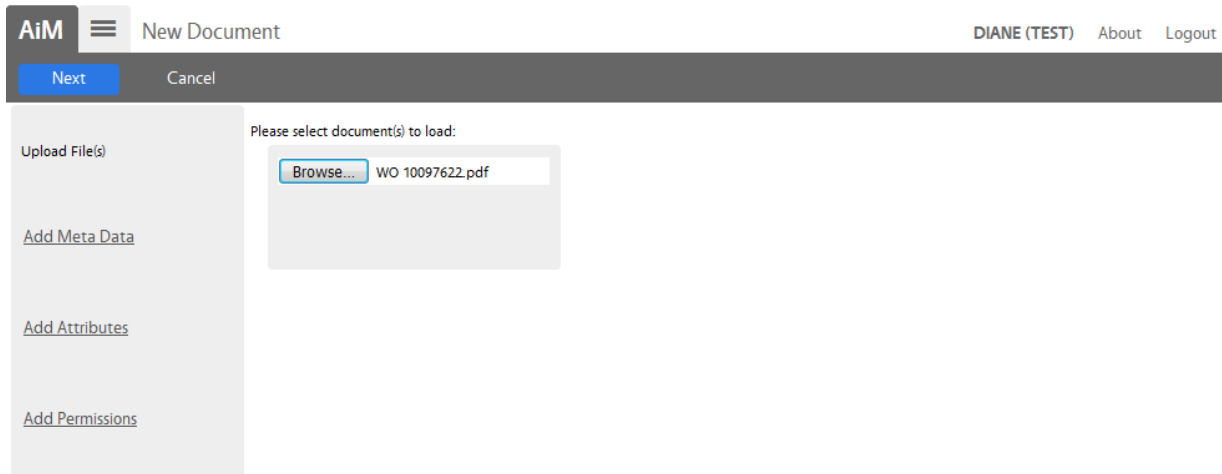 AiM New Document DIANE (TEST) About Logout
Next Cancel
Please select document(s) to load:
Upload File(s)
Browse... WO 10097622.pdf
Add Meta Data
Add Attributes
Add Permissions